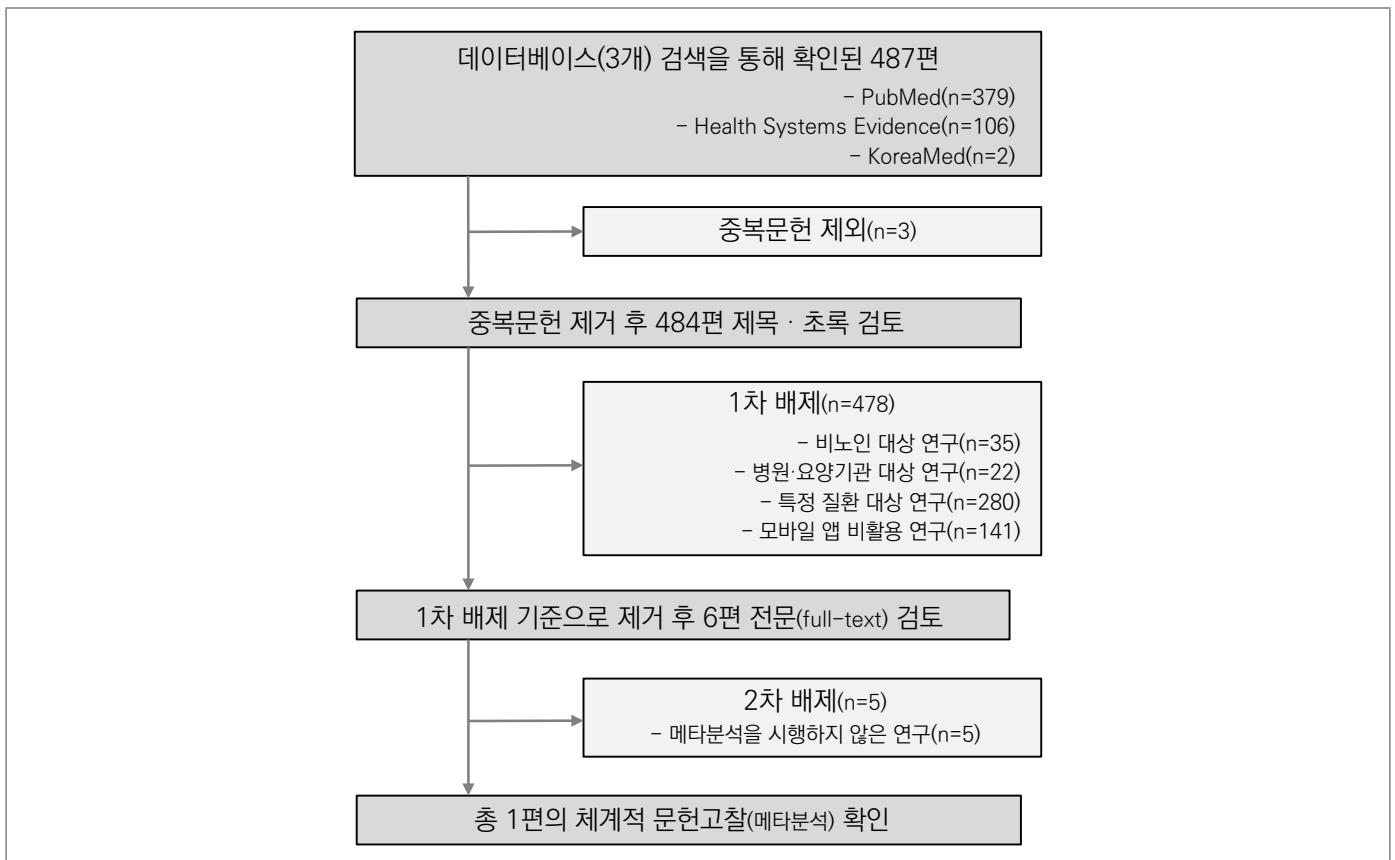 데이터베이스(3개) 검색을 통해 확인된 487편
- PubMed(n=379)
- Health Systems Evidence(n=106)
- KoreaMed(n=2)
중복문헌 제외(n=3)
중복문헌 제거 후 484편 제목 · 초록 검토
1차 배제(n=478)
- 비노인 대상 연구(n=35)
- 병원·요양기관 대상 연구(n=22)
- 특정 질환 대상 연구(n=280)
- 모바일 앱 비활용 연구(n=141)
1차 배제 기준으로 제거 후 6편 전문(full-text) 검토
2차 배제(n=5)
- 메타분석을 시행하지 않은 연구(n=5)
총 1편의 체계적 문헌고찰(메타분석) 확인